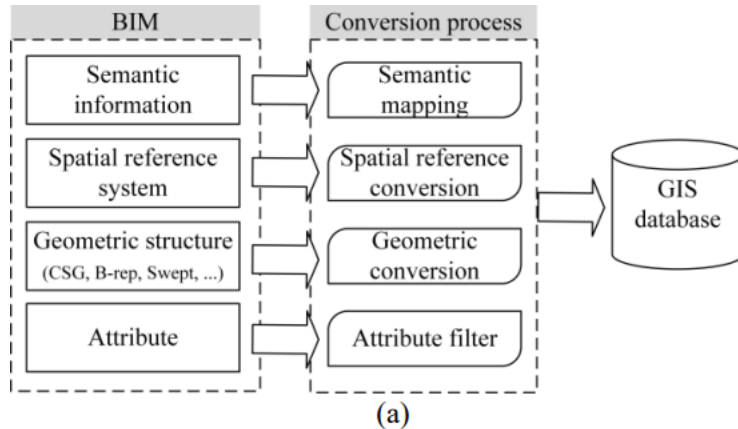 BIM
Conversion process
Semantic
information
Semantic
mapping
Spatial reference
system
Spatial reference
conversion
GIS
database
Geometric structure
(CSG, B-rep, Swept, ...)
Geometric
conversion
Attribute
Attribute filter
(a)